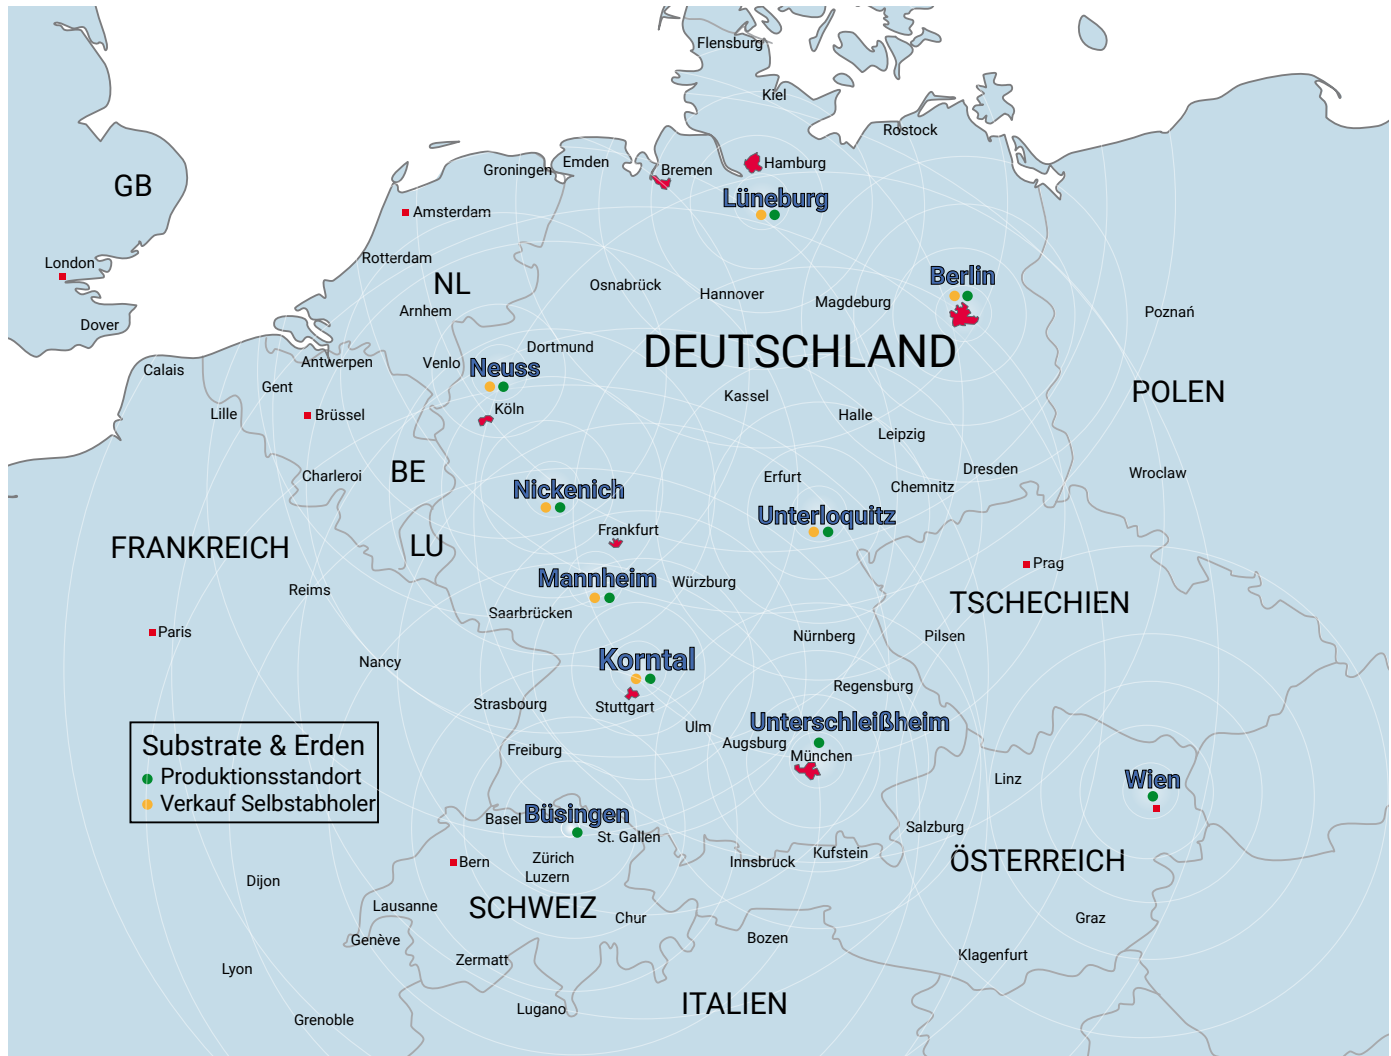 Flensburg
Kiel
Rostock
Hamburg
Bremen
Emden
Groningen
GB
Lüneburg
Amsterdam
Rotterdam
London
Berlin
NL
Osnabrück
Hannover
Magdeburg
Arnhem
Poznań
Dover
DEUTSCHLAND
Dortmund
Venlo
Antwerpen
Calais
Neuss
Gent
POLEN
Kassel
Köln
Lille
Brüssel
Halle
Leipzig
BE
Charleroi
Erfurt
Dresden
Wroclaw
Chemnitz
Nickenich
Unterloquitz
Frankfurt
FRANKREICH
LU
Prag
Mannheim
Würzburg
Reims
TSCHECHIEN
Saarbrücken
Paris
Nürnberg
Pilsen
Nancy
Korntal
Regensburg
Strasbourg
Stuttgart
Unterschleißheim
Ulm
Augsburg
München
Freiburg
Substrate & Erden
Produktionsstandort
Verkauf Selbstabholer
Linz
Wien
Basel
Büsingen
St. Gallen
Salzburg
Bern
Zürich
Luzern
Innsbruck
Kufstein
ÖSTERREICH
Dijon
Lausanne
SCHWEIZ
Chur
Graz
Genève
Bozen
Zermatt
Klagenfurt
Lyon
Lugano
ITALIEN
Grenoble